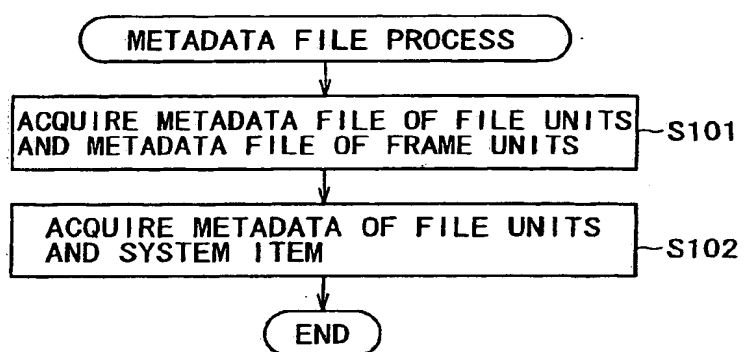 METADATA FILE PROCESS
ACQUIRE METADATA FILE OF FILE UNITS
AND METADATA FILE OF FRAME UNITS
S101
ACQUIRE METADATA OF FILE UNITS
AND SYSTEM ITEM
S102
END